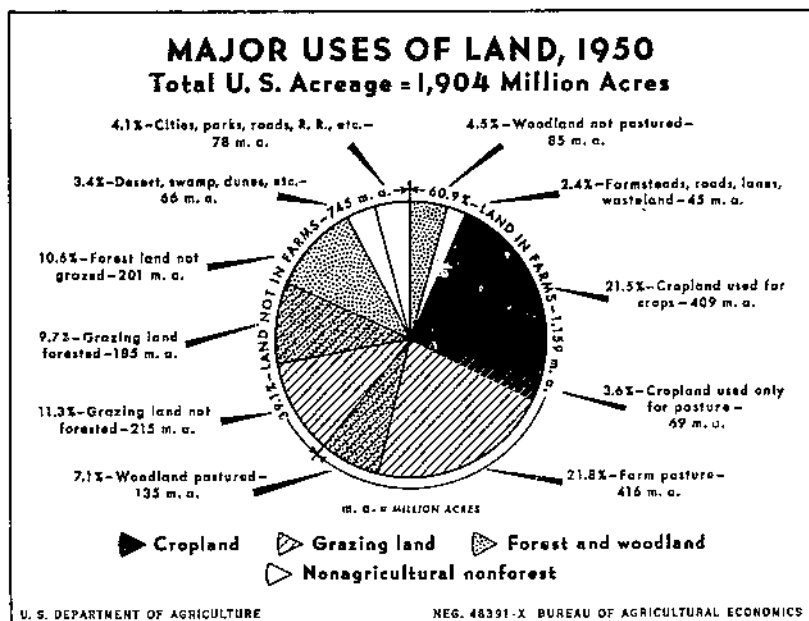 MAJOR USES OF LAND, 1950
Total U. S. Acreage = 1,904 Million Acres
4.1%-Cities, parks, roads, R. R., etc.-
78 m. a.
4.5%-Woodland not pastured-
85 m. a.
3.4%-Desert, swamp, dunes, etc.-
66 m. a.
2.4%-Farmsteads, roads, lanes,
wasteland-45 m. a.
39.1%-LAND NOT IN FARMS-745 m. a.
60.9%-LAND IN FARMS-1,159 m. a.
10.6%-Forest land not
grazed-201 m. a.
21.5%-Cropland used for
crops-409 m. a.
9.7%-Grazing land
forested-185 m. a.
3.6%-Cropland used only
for pasture-
69 m. a.
11.3%-Grazing land not
forested-215 m. a.
7.1%-Woodland pastured-
135 m. a.
21.8%-Farm pasture-
416 m. a.
m. a. = MILLION ACRES
Cropland Grazing land Forest and woodland
Nonagricultural nonforest
U. S. DEPARTMENT OF AGRICULTURE NEG. 48391-X BUREAU OF AGRICULTURAL ECONOMICS